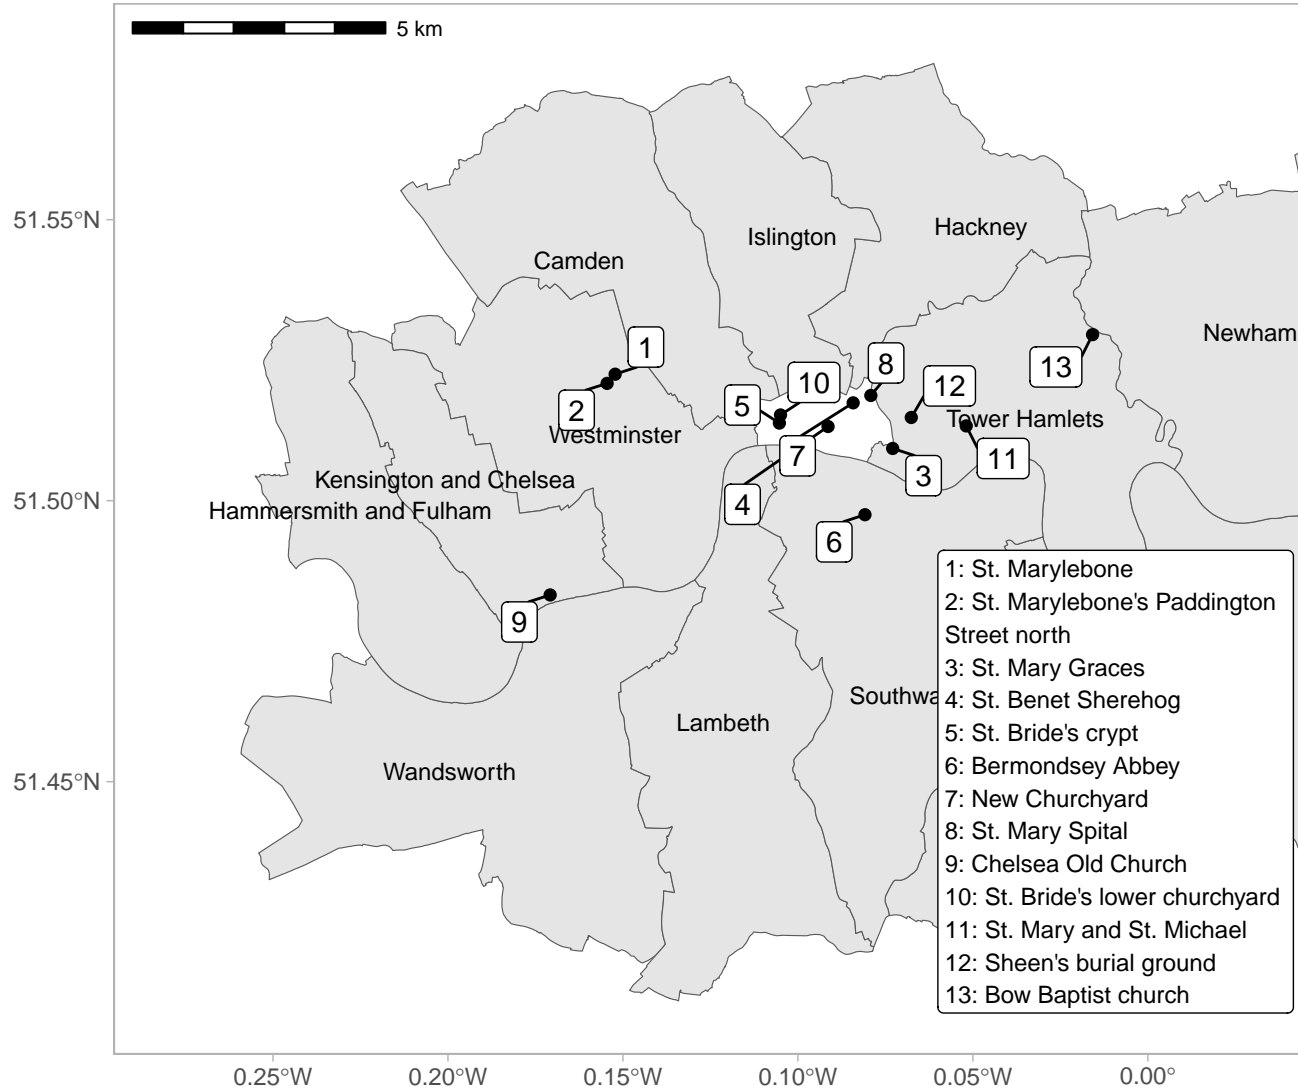 5 km
51.55°N
51.50°N
51.45°N
Hackney
Islington
Camden
Newham
1
8
13
10
12
5
2
Tower Hamlets
Westminster
7
11
3
Kensington and Chelsea
4
Hammersmith and Fulham
6
9
Southwa
Lambeth
Wandsworth
1: St. Marylebone
2: St. Marylebone's Paddington
Street north
3: St. Mary Graces
4: St. Benet Sherehog
5: St. Bride's crypt
6: Bermondsey Abbey
7: New Churchyard
8: St. Mary Spital
9: Chelsea Old Church
10: St. Bride's lower churchyard
11: St. Mary and St. Michael
12: Sheen's burial ground
13: Bow Baptist church
0.25°W
0.20°W
0.15°W
0.10°W
0.05°W
0.00°